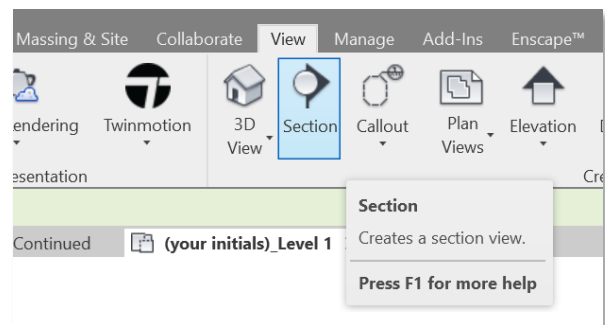 Massing & Site Collaborate View Manage Add-Ins Enscape™
endering Twinmotion 3D View Section Callout Plan Views Elevation
esentation Cre
Section
Creates a section view.
Press F1 for more help
Continued (your initials)_Level 1